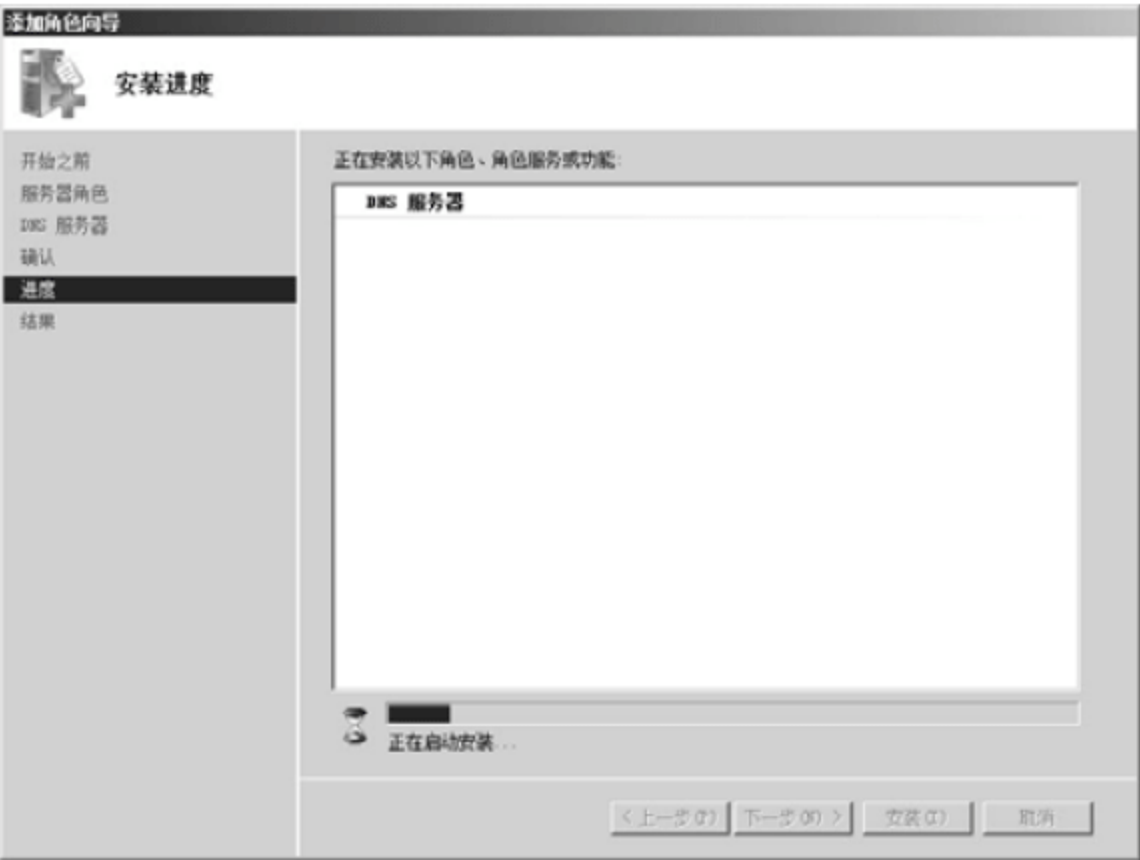 添加角色向导
安装进度
开始之前
服务器角色
DNS 服务器
确认
进度
结果
正在安装以下角色、角色服务或功能:
DNS 服务器
正在启动安装...
< 上一步(P)
下一步(N) >
安装(I)
取消